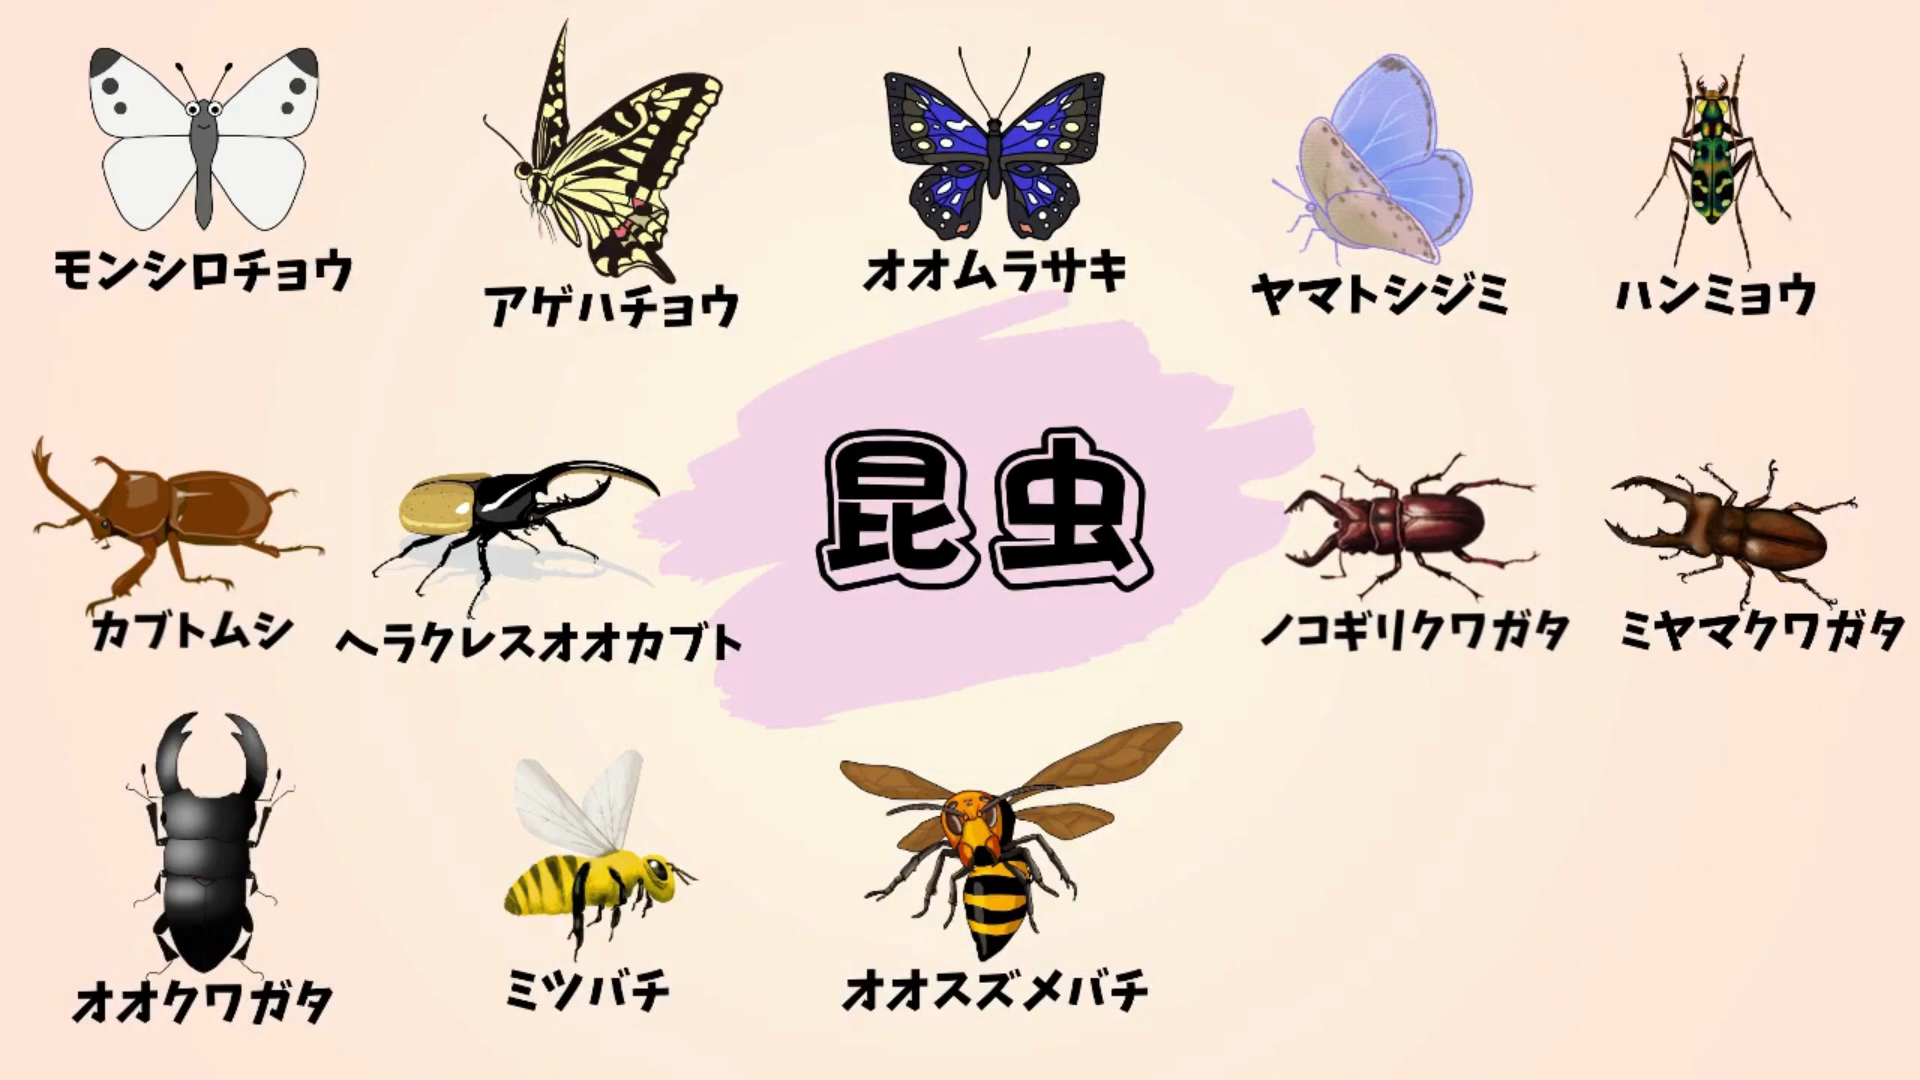 モンシロチョウ
アゲハチョウ
オオムラサキ
ヤマトシジミ
ハンミョウ
昆虫
カブトムシ
ヘラクレスオオカブト
ノコギリクワガタ
ミヤマクワガタ
オオクワガタ
ミツバチ
オオスズメバチ